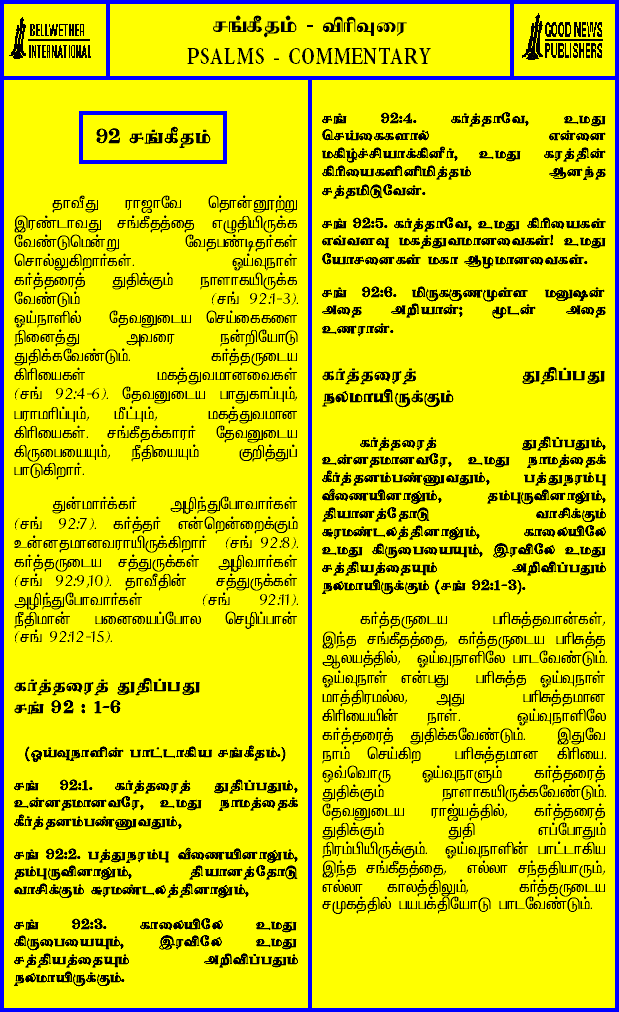 BELLWETHER
INTERNATIONAL
சங்கீதம் - விரிவுரை
PSALMS - COMMENTARY
GOOD NEWS
PUBLISHERS
92 சங்கீதம்
தாவீது ராஜாவே தொன்னூற்று
இரண்டாவது சங்கீதத்தை எழுதியிருக்க
வேண்டுமென்று வேதபண்டிதர்கள்
சொல்லுகிறார்கள். ஓய்வுநாள்
கர்த்தரைத் துதிக்கும் நாளாகயிருக்க
வேண்டும் (சங் 92:1-3).
ஓய்நாளில் தேவனுடைய செய்கைகளை
நினைத்து அவரை நன்றியோடு
துதிக்கவேண்டும். கர்த்தருடைய
கிரியைகள் மகத்துவமானவைகள்
(சங் 92:4-6). தேவனுடைய பாதுகாப்பும்,
பராமரிப்பும், மீட்பும், மகத்துவமான
கிரியைகள். சங்கீதக்காரர் தேவனுடைய
கிருபையையும், நீதியையும் குறித்துப்
பாடுகிறார்.
துன்மார்க்கர் அழிந்துபோவார்கள்
(சங் 92:7). கர்த்தர் என்றென்றைக்கும்
உன்னதமானவராயிருக்கிறார் (சங் 92:8).
கர்த்தருடைய சத்துருக்கள் அழிவார்கள்
(சங் 92:9,10). தாவீதின் சத்துருக்கள்
அழிந்துபோவார்கள் (சங் 92:11).
நீதிமான் பனையைப்போல செழிப்பான்
(சங் 92:12-15).
கர்த்தரைத் துதிப்பது
சங் 92 : 1-6
(ஓய்வுநாளின் பாட்டாகிய சங்கீதம்.)
சங் 92:1. கர்த்தரைத் துதிப்பதும்,
உன்னதமானவரே, உமது நாமத்தைக்
கீர்த்தனம்பண்ணுவதும்,
சங் 92:2. பத்துநரம்பு வீணையினாலும்,
தம்புருவினாலும், தியானத்தோடு
வாசிக்கும் சுரமண்டலத்தினாலும்,
சங் 92:3. காலையிலே உமது
கிருபையையும், இரவிலே உமது
சத்தியத்தையும் அறிவிப்பதும்
நலமாயிருக்கும்.
சங் 92:4. கர்த்தாவே, உமது
செய்கைகளால் என்னை
மகிழ்ச்சியாக்கினீர், உமது கரத்தின்
கிரியைகளினிமித்தம் ஆனந்த
சத்தமிடுவேன்.
சங் 92:5. கர்த்தாவே, உமது கிரியைகள்
எவ்வளவு மகத்துவமானவைகள்! உமது
யோசனைகள் மகா ஆழமானவைகள்.
சங் 92:6. மிருககுணமுள்ள மனுஷன்
அதை அறியான்; மூடன் அதை
உணரான்.
கர்த்தரைத் துதிப்பது
நலமாயிருக்கும்
கர்த்தரைத் துதிப்பதும்,
உன்னதமானவரே, உமது நாமத்தைக்
கீர்த்தனம்பண்ணுவதும், பத்துநரம்பு
வீணையினாலும், தம்புருவினாலும்,
தியானத்தோடு வாசிக்கும்
சுரமண்டலத்தினாலும், காலையிலே
உமது கிருபையையும், இரவிலே உமது
சத்தியத்தையும் அறிவிப்பதும்
நலமாயிருக்கும் (சங் 92:1-3).
கர்த்தருடைய பரிசுத்தவான்கள்,
இந்த சங்கீதத்தை, கர்த்தருடைய பரிசுத்த
ஆலயத்தில், ஓய்வுநாளிலே பாடவேண்டும்.
ஓய்வுநாள் என்பது பரிசுத்த ஓய்வுநாள்
மாத்திரமல்ல, அது பரிசுத்தமான
கிரியையின் நாள். ஓய்வுநாளிலே
கர்த்தரைத் துதிக்கவேண்டும். இதுவே
நாம் செய்கிற பரிசுத்தமான கிரியை.
ஒவ்வொரு ஓய்வுநாளும் கர்த்தரைத்
துதிக்கும் நாளாகயிருக்கவேண்டும்.
தேவனுடைய ராஜ்யத்தில், கர்த்தரைத்
துதிக்கும் துதி எப்போதும்
நிரம்பியிருக்கும். ஓய்வுநாளின் பாட்டாகிய
இந்த சங்கீதத்தை, எல்லா சந்ததியாரும்,
எல்லா காலத்திலும், கர்த்தருடைய
சமுகத்தில் பயபக்தியோடு பாடவேண்டும்.